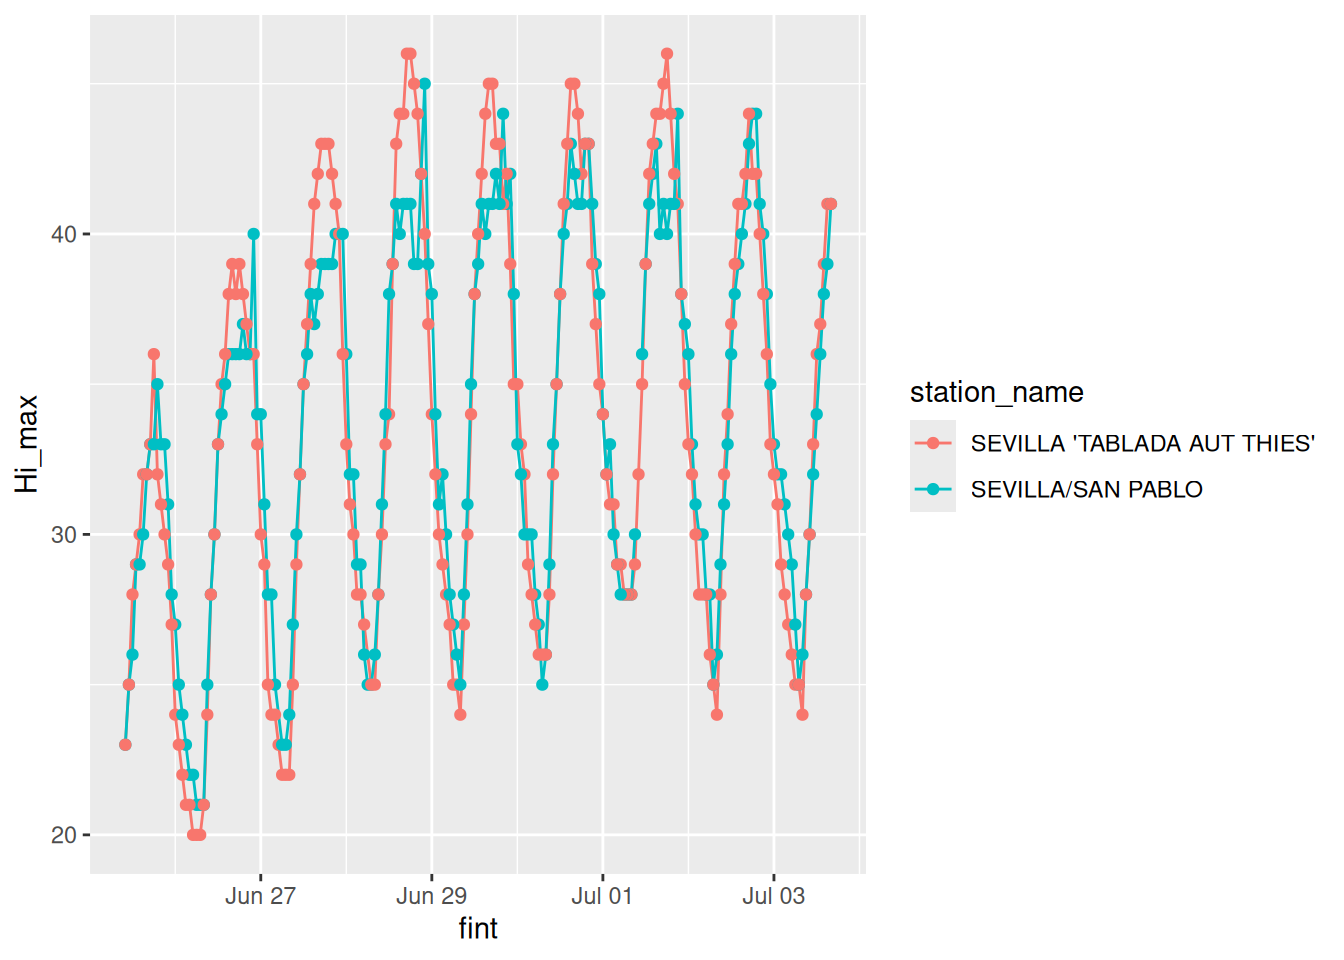 Hi_max
40
30
20
Jun 27
Jun 29
Jul 01
Jul 03
fint
station_name
SEVILLA 'TABLADA AUT THIES'
SEVILLA/SAN PABLO